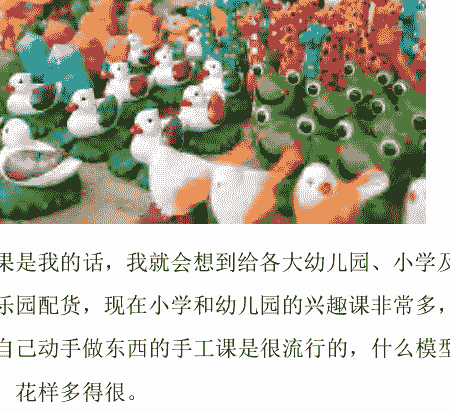 果是我的话，我就会想到给各大幼儿园、小学及
乐园配货，现在小学和幼儿园的兴趣课非常多，
自己动手做东西的手工课是很流行的，什么模型
花样多得很。